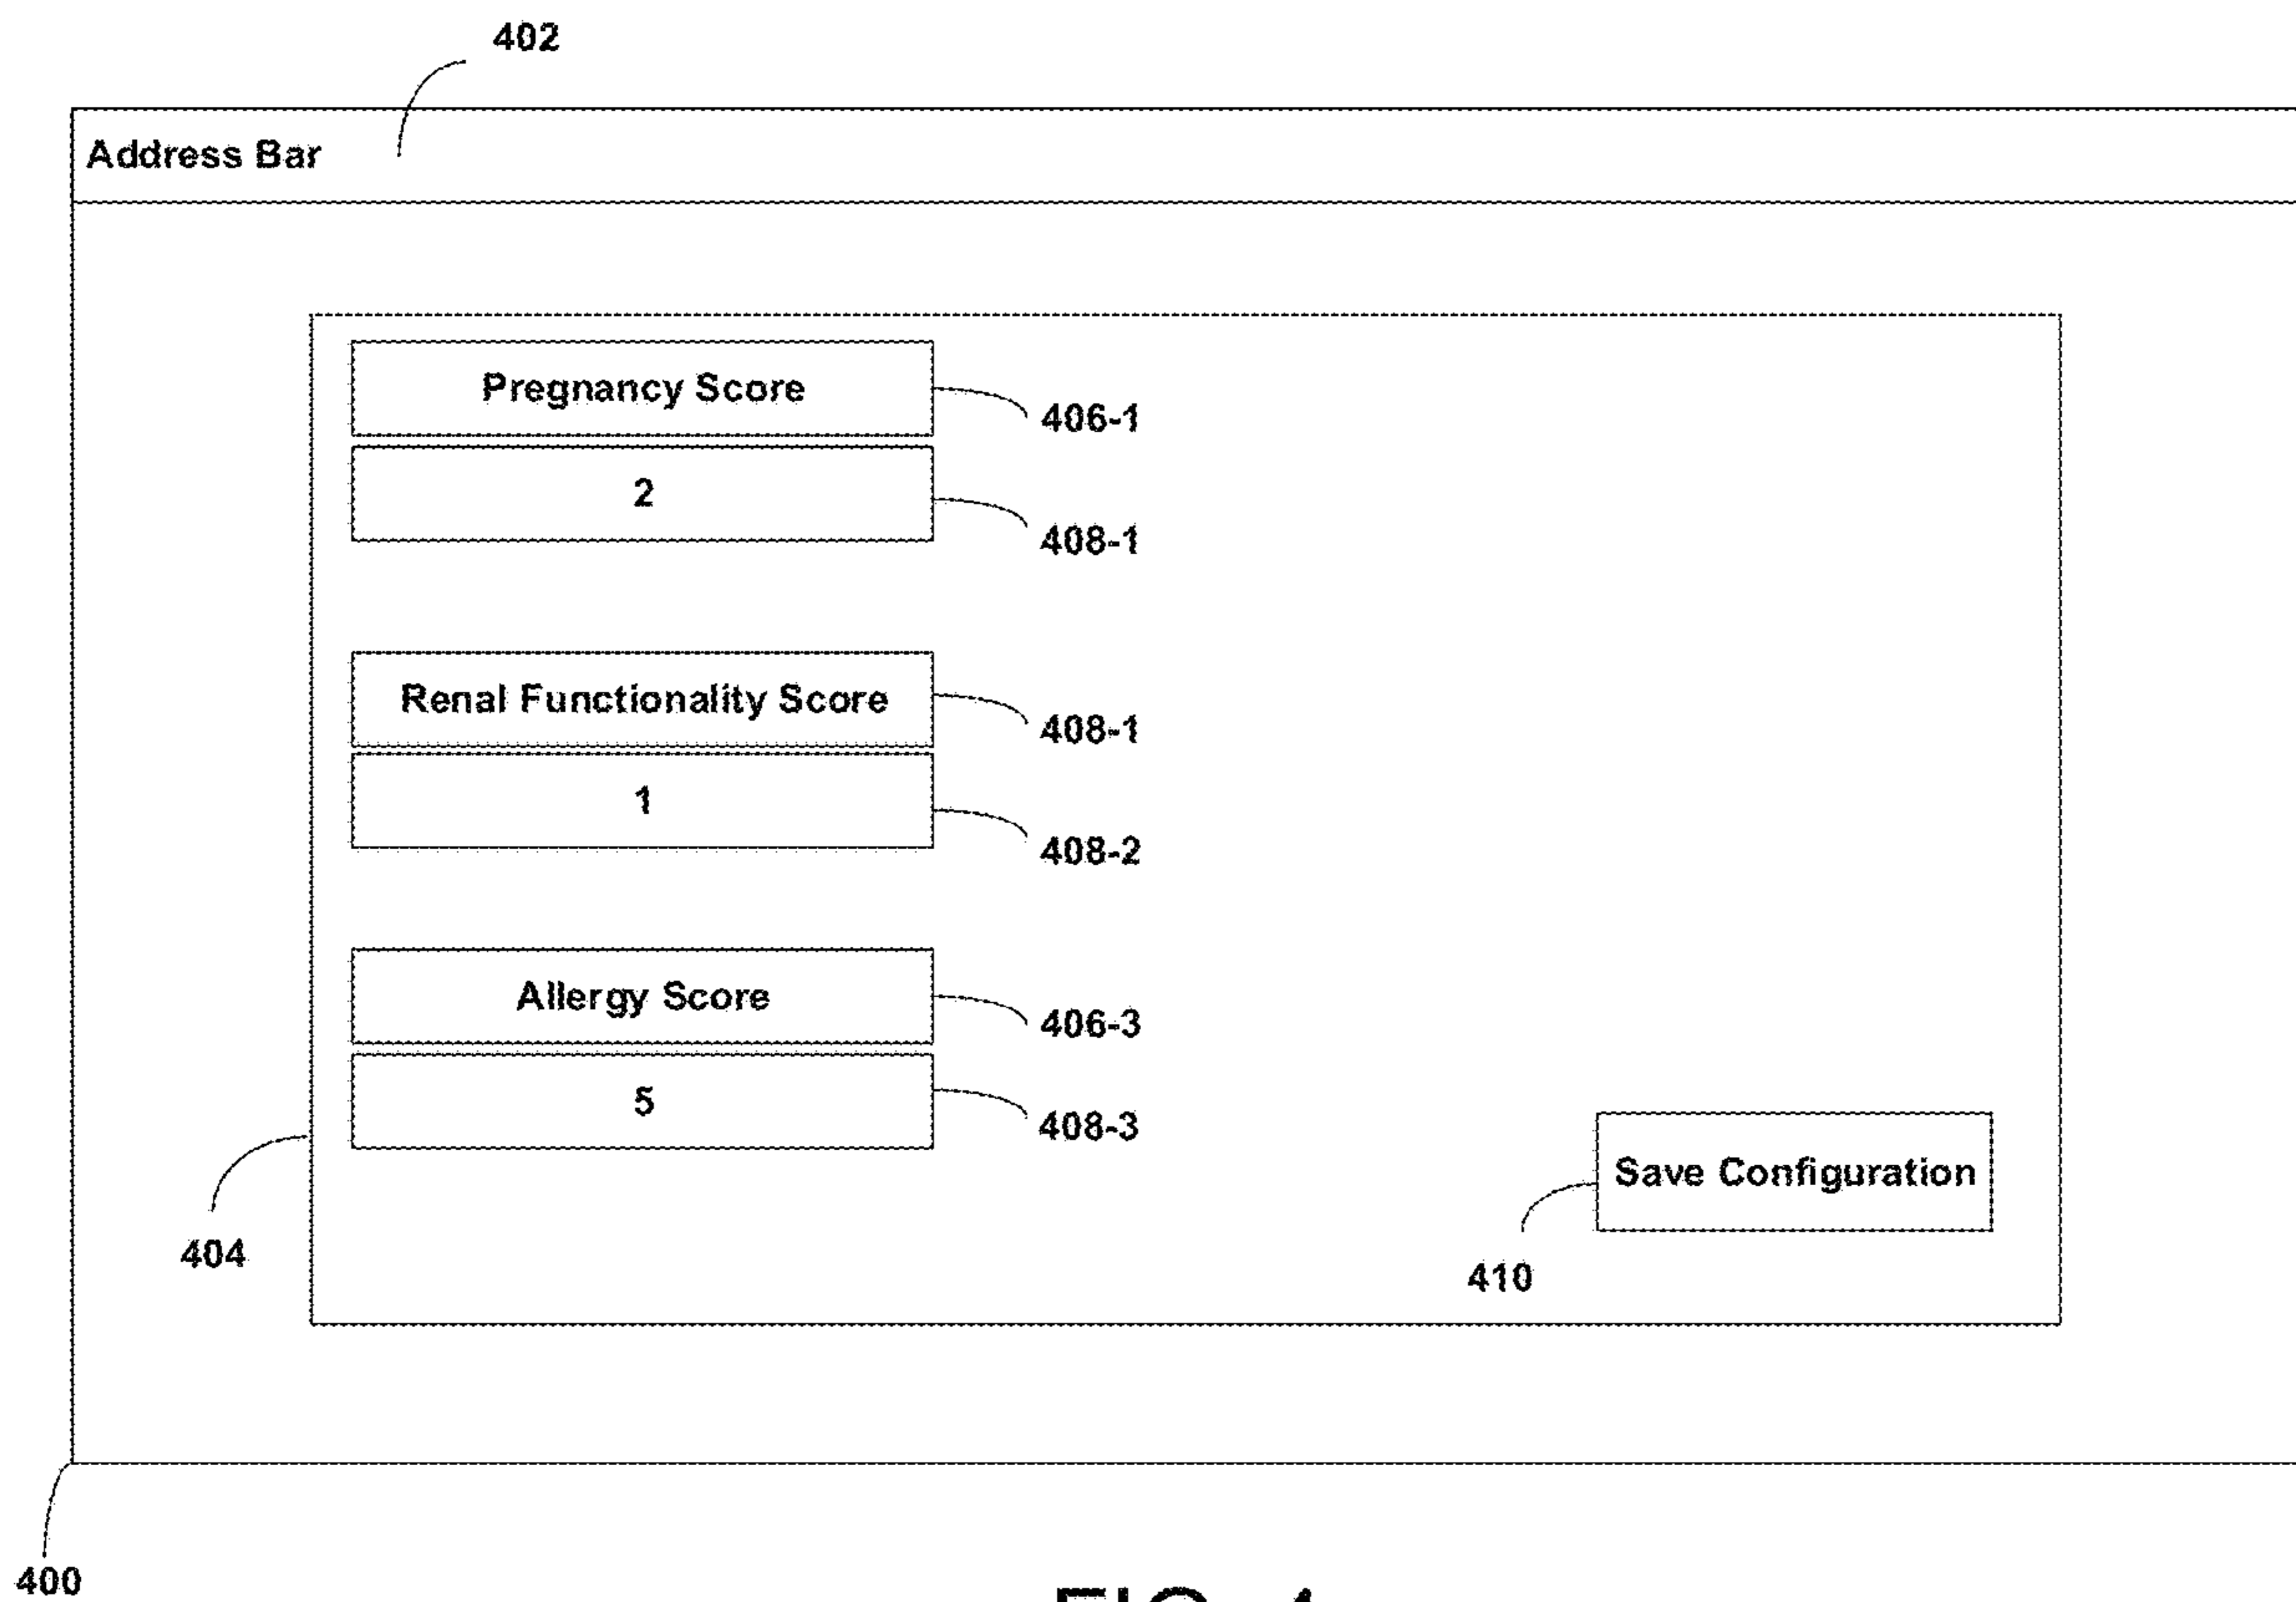 402
Address Bar
Pregnancy Score
406-1
2
408-1
Renal Functionality Score
408-1
1
408-2
Allergy Score
406-3
5
408-3
Save Configuration
404
410
400